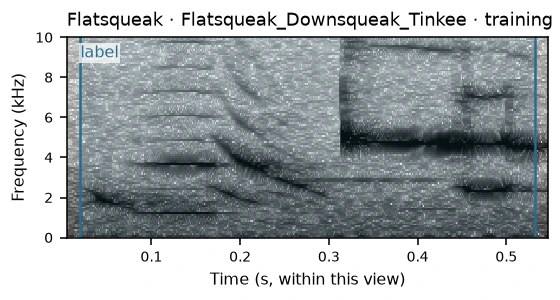 Flatsqueak · Flatsqueak_Downsqueak_Tinkee · training
label
10
8
6
4
2
0
Frequency (kHz)
0.1 0.2 0.3 0.4 0.5
Time (s, within this view)